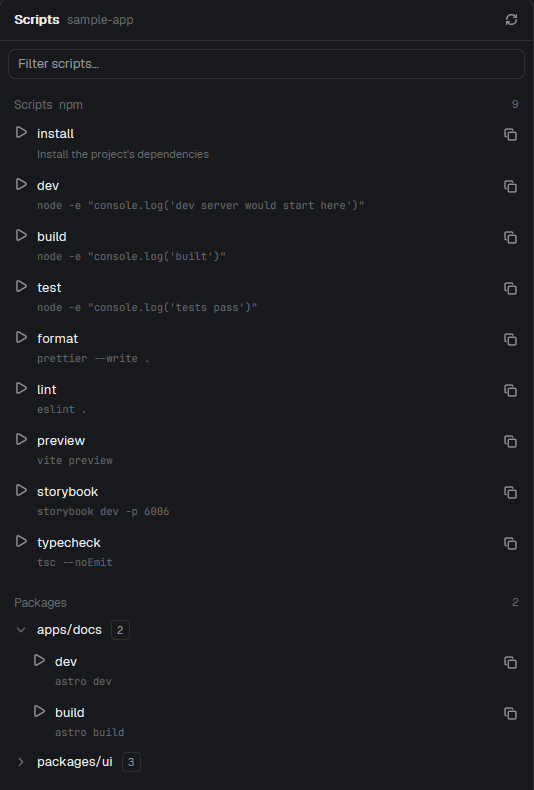 Scripts sample-app
Filter scripts...
Scripts npm 9
install
Install the project's dependencies
dev
node -e "console.log('dev server would start here')"
build
node -e "console.log('built')"
test
node -e "console.log('tests pass')"
format
prettier --write .
lint
eslint .
preview
vite preview
storybook
storybook dev -p 6006
typecheck
tsc --noEmit
Packages 2
apps/docs 2
dev
astro dev
build
astro build
packages/ui 3